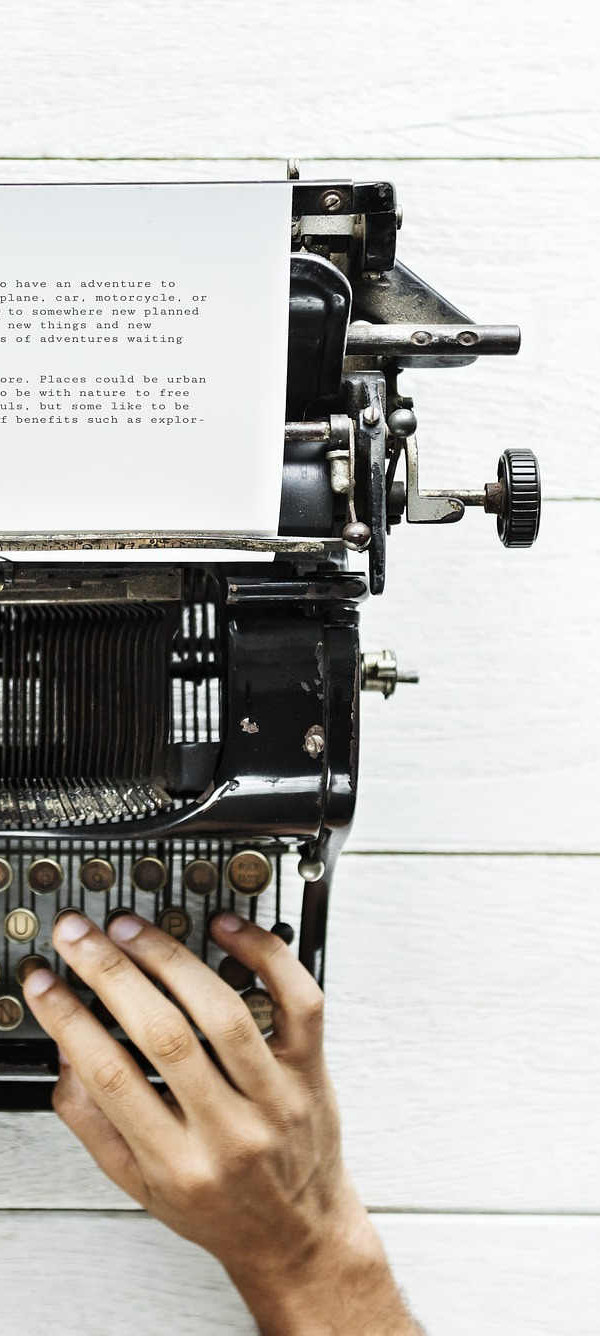 o have an adventure to
plane, car, motorcycle, or
to somewhere new planned
new things and new
s of adventures waiting
ore. Places could be urban
o be with nature to free
uls, but some like to be
f benefits such as explor-
U
P
N